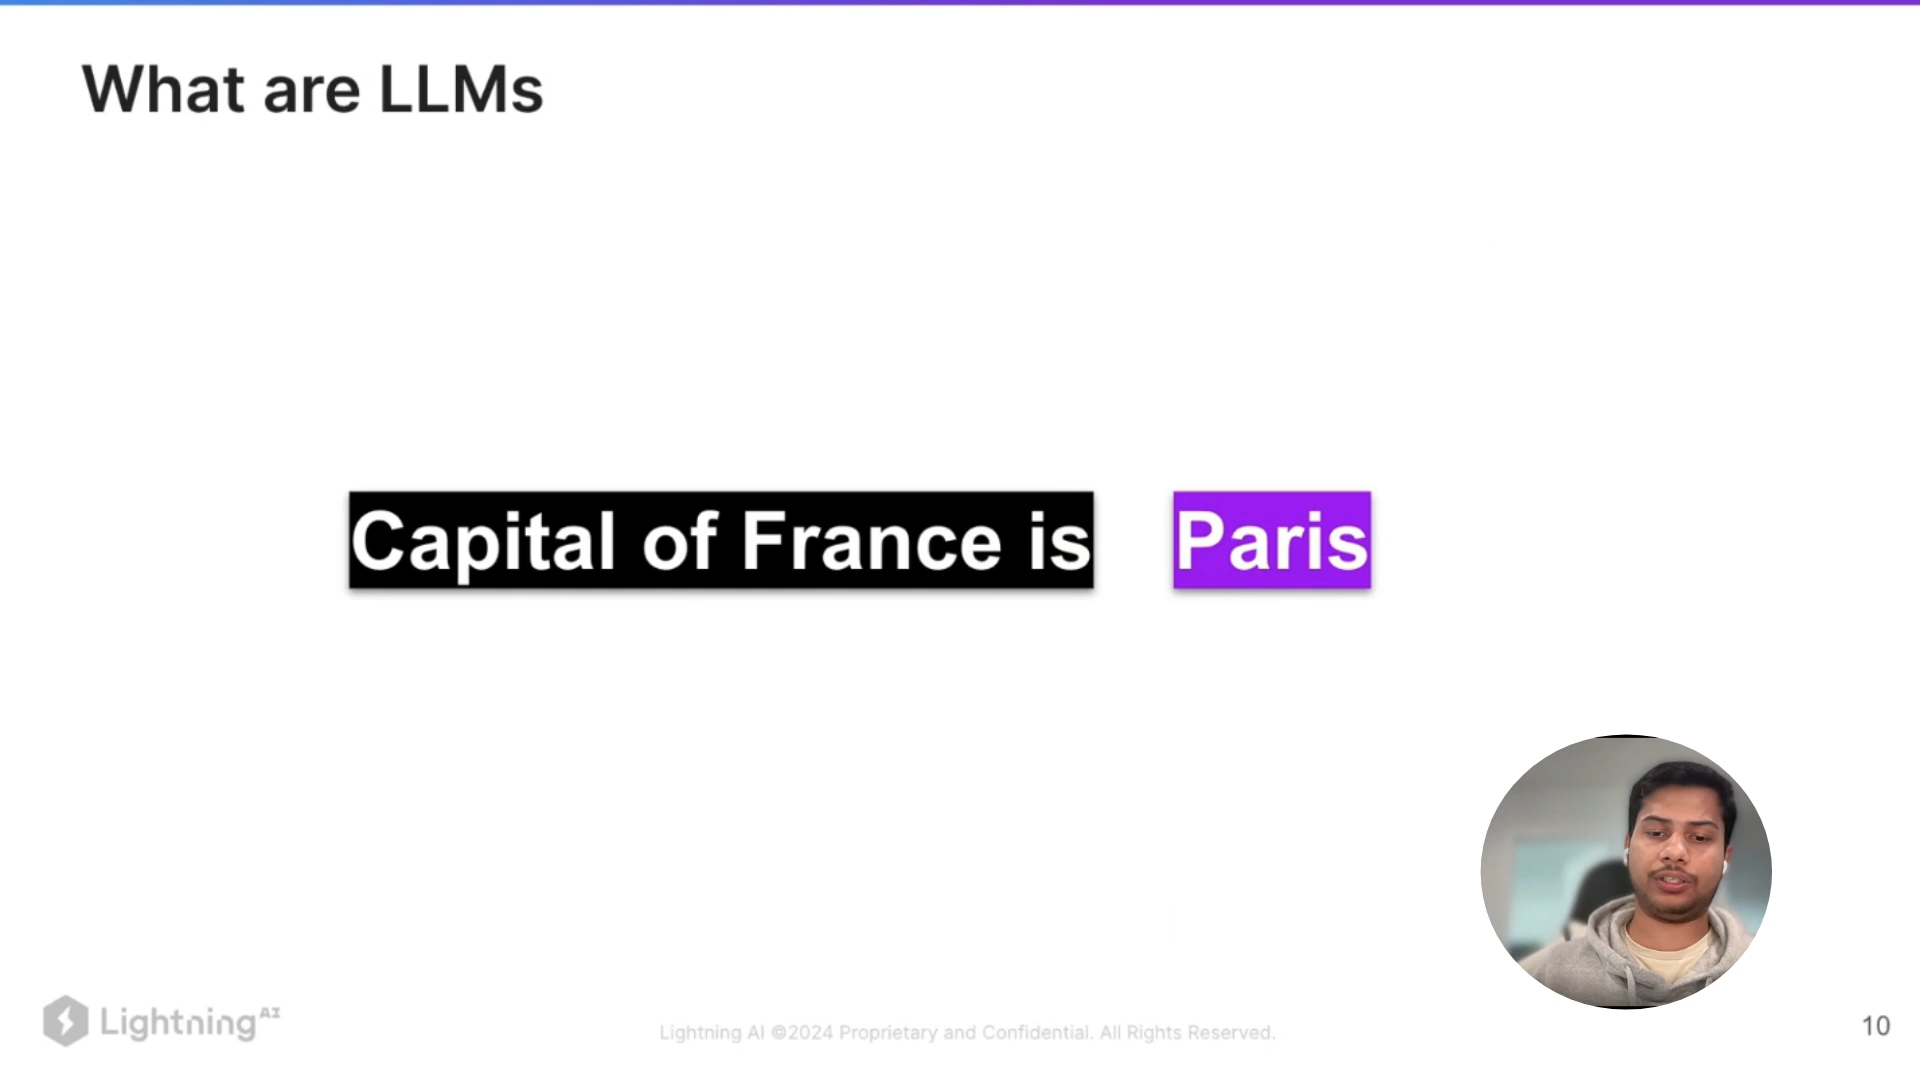 What are LLMs
Capital of France is Paris
Lightning AI
Lightning AI ©2024 Proprietary and Confidential. All Rights Reserved.
10